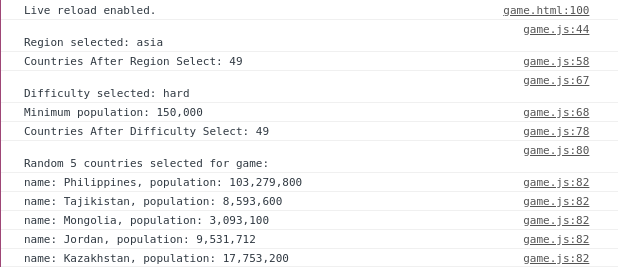 Live reload enabled. game.html:100
game.js:44
Region selected: asia
Countries After Region Select: 49 game.js:58
game.js:67
Difficulty selected: hard
Minimum population: 150,000 game.js:68
Countries After Difficulty Select: 49 game.js:78
game.js:80
Random 5 countries selected for game:
name: Philippines, population: 103,279,800 game.js:82
name: Tajikistan, population: 8,593,600 game.js:82
name: Mongolia, population: 3,093,100 game.js:82
name: Jordan, population: 9,531,712 game.js:82
name: Kazakhstan, population: 17,753,200 game.js:82